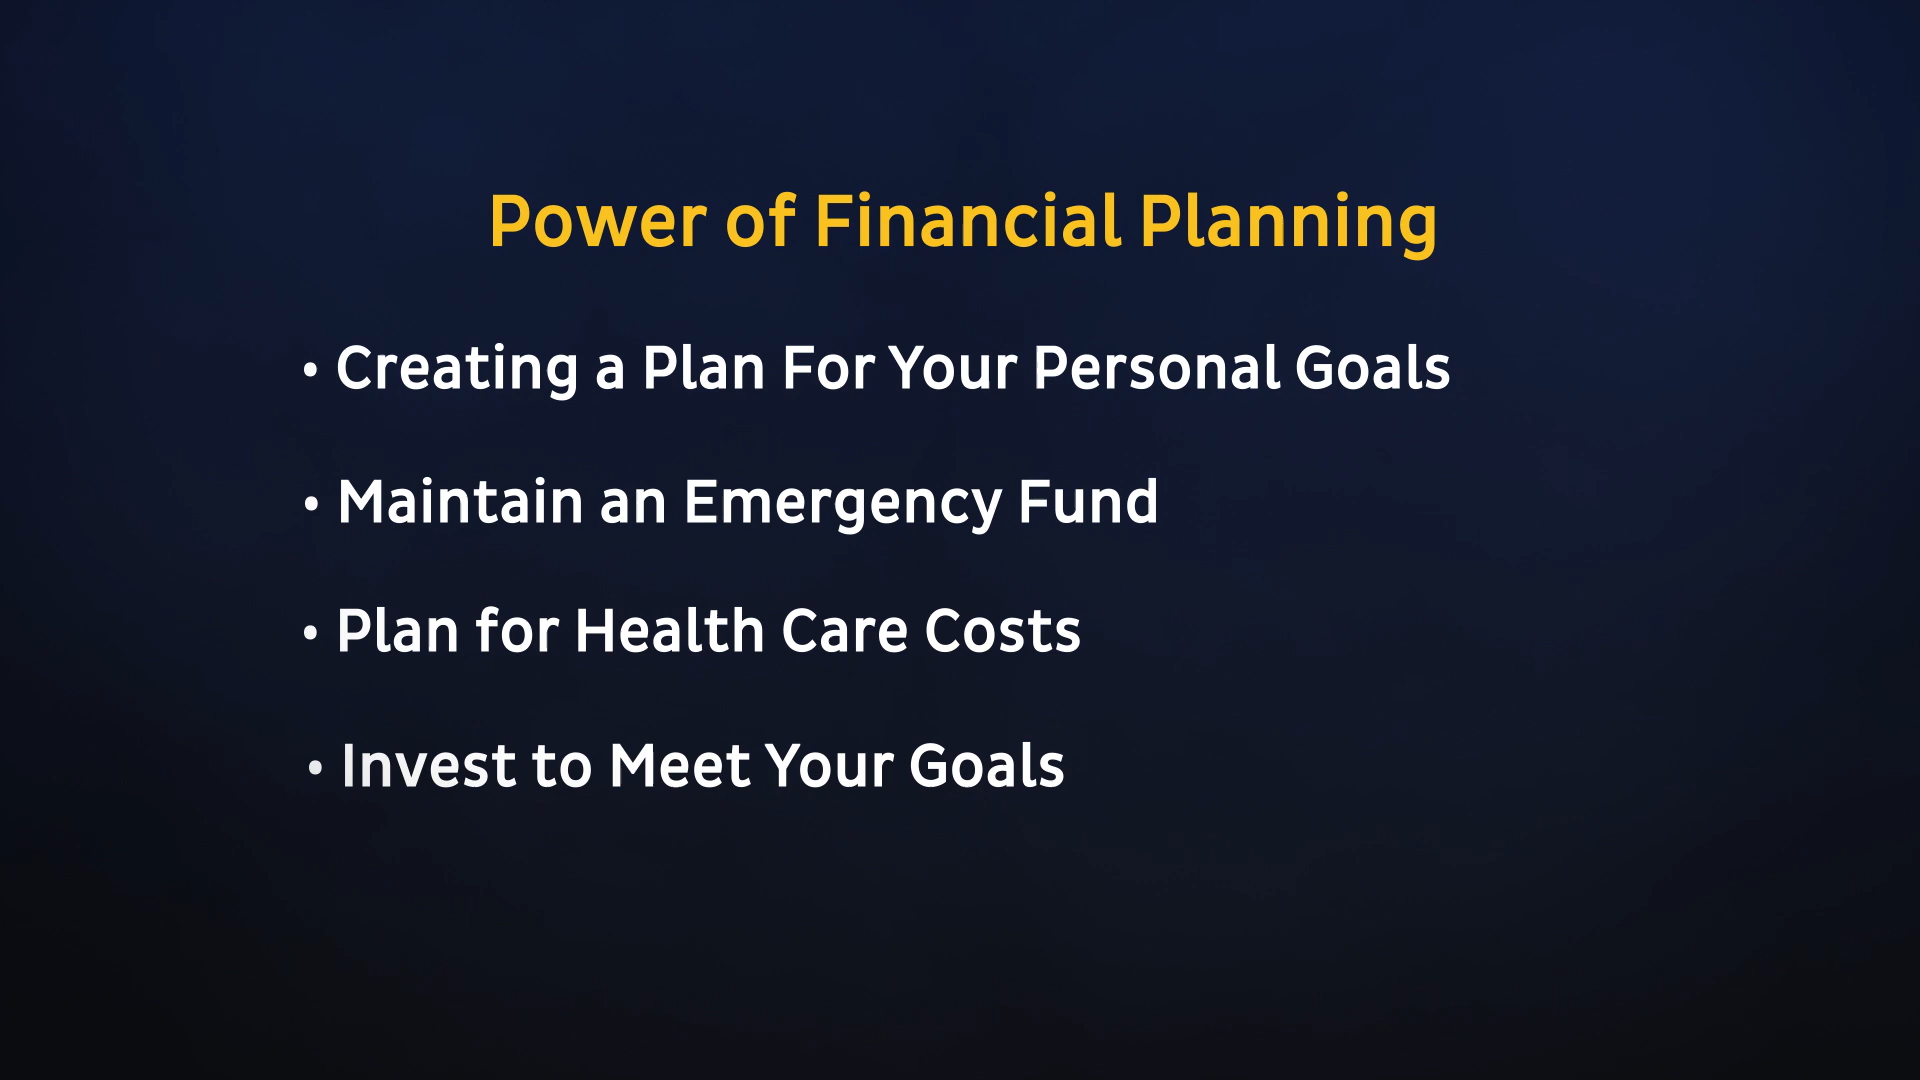 Power of Financial Planning
• Creating a Plan For Your Personal Goals
• Maintain an Emergency Fund
• Plan for Health Care Costs
• Invest to Meet Your Goals